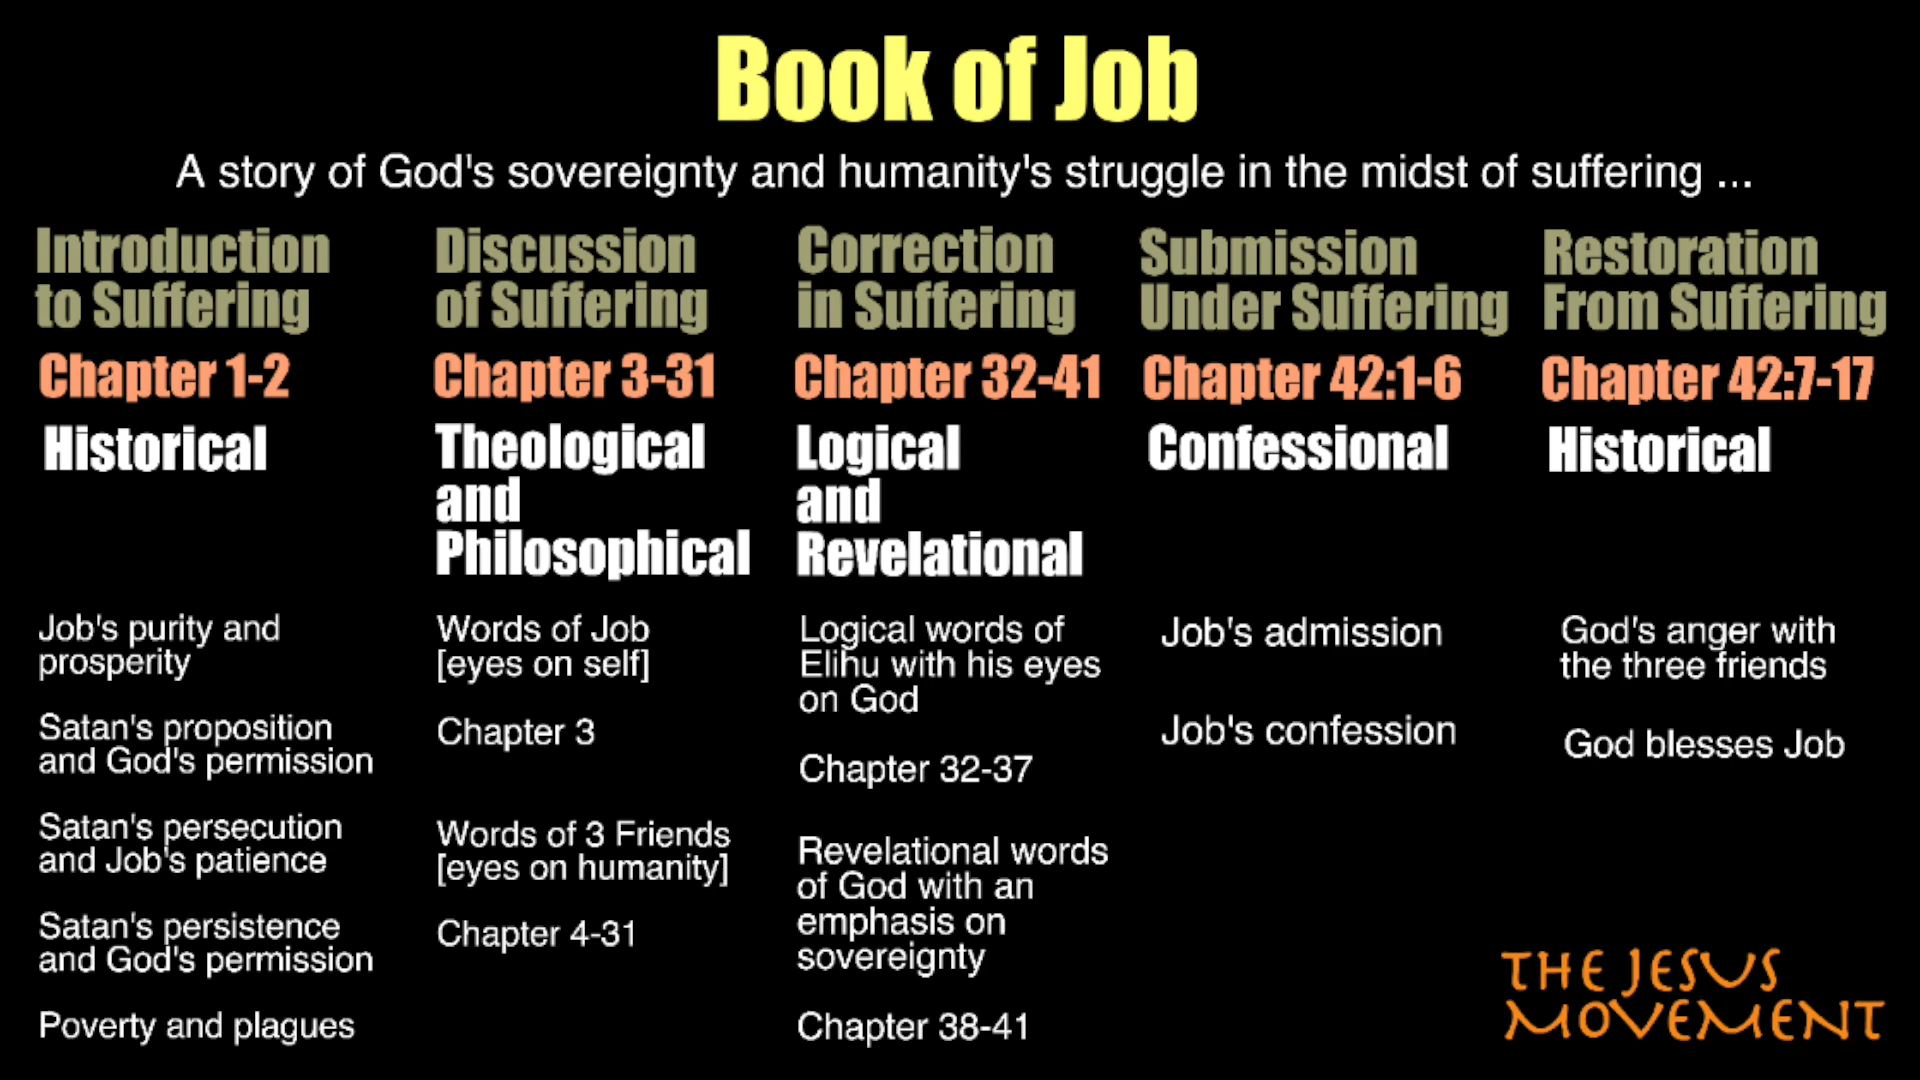 Book of Job
A story of God's sovereignty and humanity's struggle in the midst of suffering ...
Introduction
to Suffering
Chapter 1-2
Historical
Job's purity and
prosperity
Satan's proposition
and God's permission
Satan's persecution
and Job's patience
Satan's persistence
and God's permission
Poverty and plagues
Discussion
of Suffering
Chapter 3-31
Theological
and
Philosophical
Words of Job
[eyes on self]
Chapter 3
Words of 3 Friends
[eyes on humanity]
Chapter 4-31
Correction
in Suffering
Chapter 32-41
Logical
and
Revelational
Logical words of
Elihu with his eyes
on God
Chapter 32-37
Revelational words
of God with an
emphasis on
sovereignty
Chapter 38-41
Submission
Under Suffering
Chapter 42:1-6
Confessional
Job's admission
Job's confession
Restoration
From Suffering
Chapter 42:7-17
Historical
God's anger with
the three friends
God blesses Job
THE JESUS
MOVEMENT